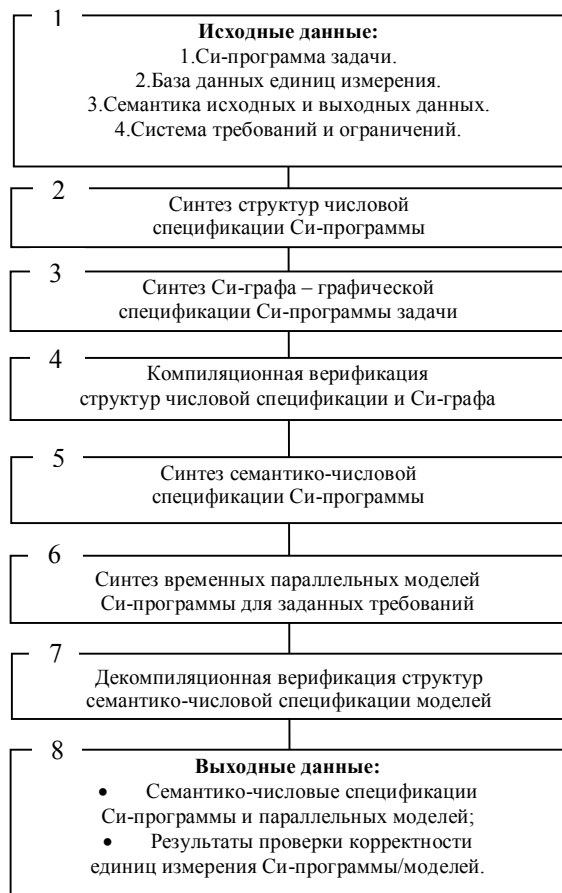 1
Исходные данные:
1.Си-программа задачи.
2.База данных единиц измерения.
3.Семантика исходных и выходных данных.
4.Система требований и ограничений.
2
Синтез структур числовой
спецификации Си-программы
3
Синтез Си-графа – графической
спецификации Си-программы задачи
4
Компиляционная верификация
структур числовой спецификации и Си-графа
5
Синтез семантико-числовой
спецификации Си-программы
6
Синтез временных параллельных моделей
Си-программы для заданных требований
7
Декомпиляционная верификация структур
семантико-числовой спецификации моделей
8
Выходные данные:
• Семантико-числовые спецификации
Си-программы и параллельных моделей;
• Результаты проверки корректности
единиц измерения Си-программы/моделей.